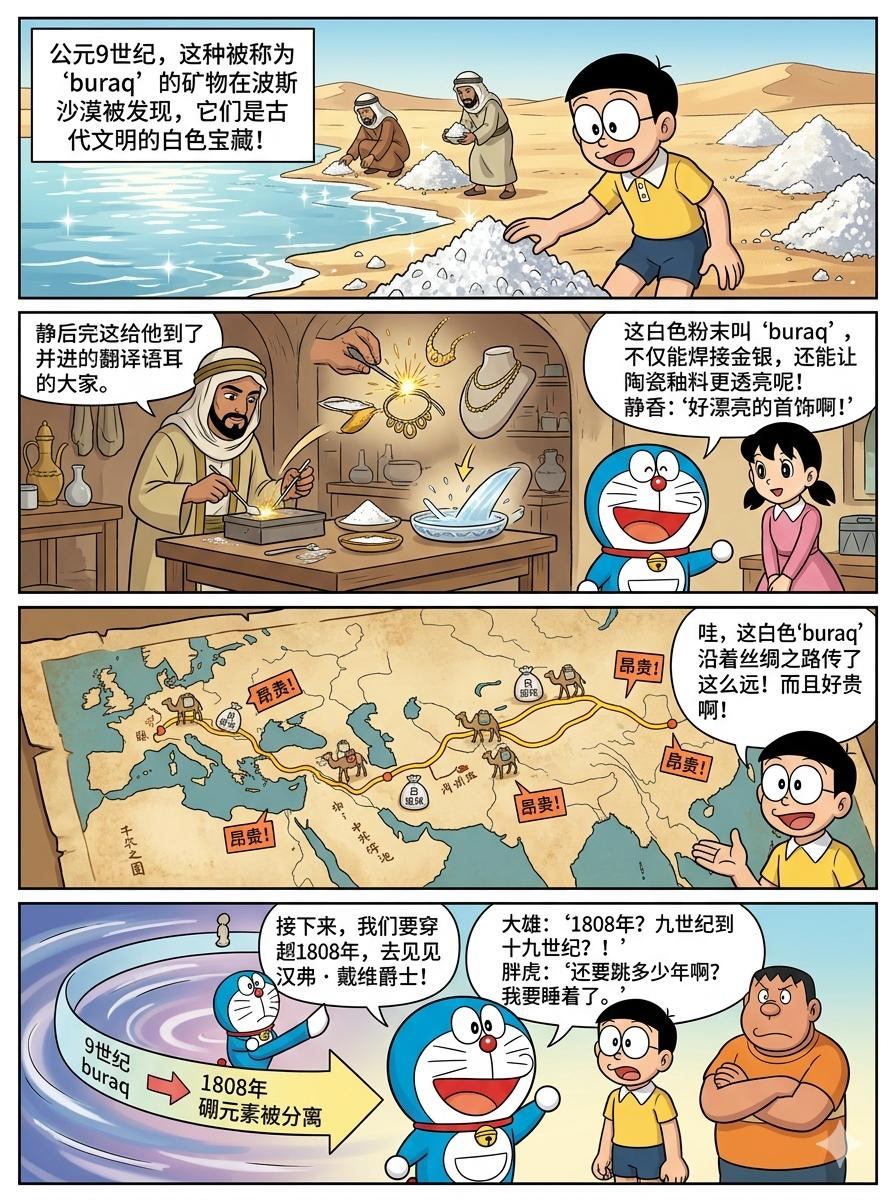 公元9世纪，这种被称为
‘buraq’ 的矿物在波斯
沙漠被发现，它们是古
代文明的白色宝藏！
静后完这给他到了
并进的翻译语耳
的大家。
这白色粉末叫‘buraq’，
不仅能焊接金银，还能让
陶瓷釉料更透亮呢！
静香：‘好漂亮的首饰啊！’
哇，这白色‘buraq’
沿着丝绸之路传了
这么远！而且好贵
啊！
昂贵！
昂贵！
昂贵！
昂贵！
昂贵！
接下来，我们要穿
越1808年，去见见
汉弗·戴维爵士！
大雄：‘1808年？九世纪到
十九世纪？！’
胖虎：‘还要跳多少年啊？
我要睡着了。’
9世纪
buraq
1808年
硼元素被分离